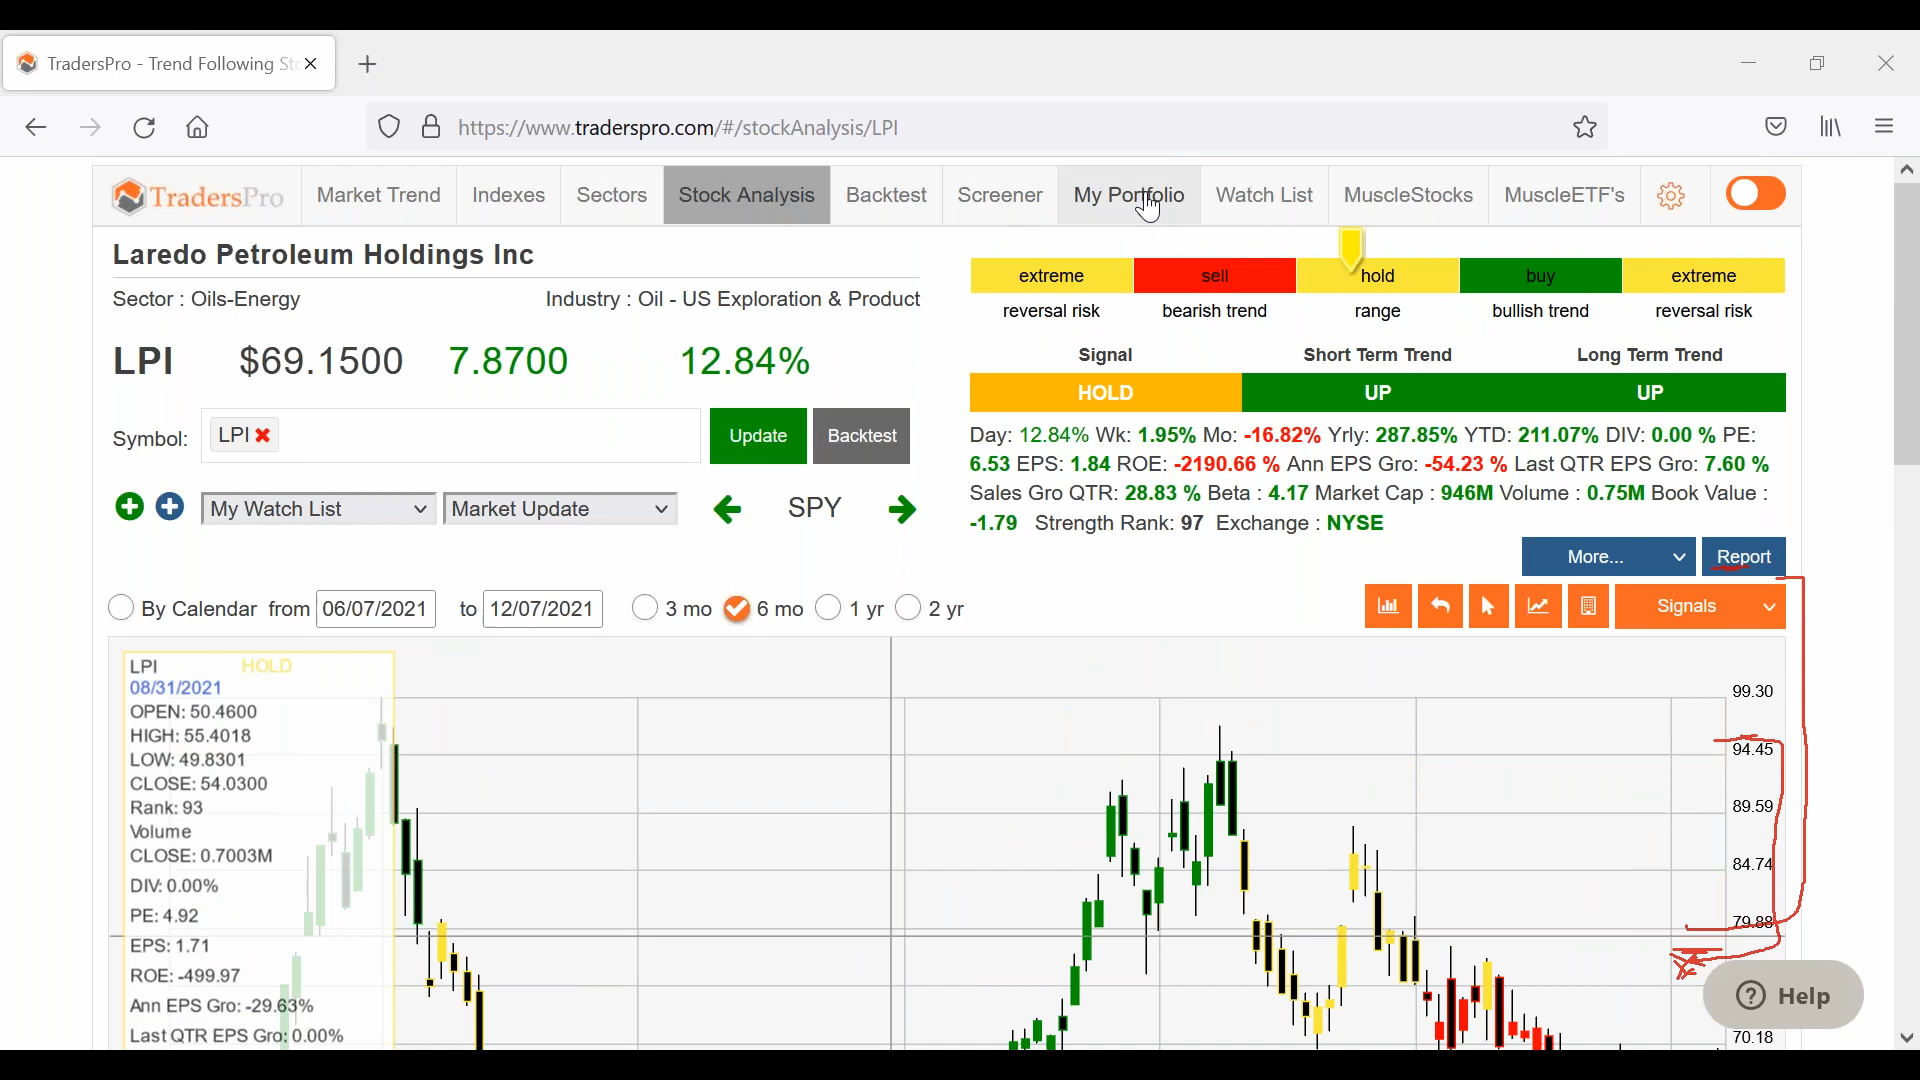 TradersPro - Trend Following St
https://www.traderspro.com/#/stockAnalysis/LPI
TradersPro Market Trend Indexes Sectors Stock Analysis Backtest Screener My Portfolio Watch List MuscleStocks MuscleETF's
Laredo Petroleum Holdings Inc
Sector : Oils-Energy Industry : Oil - US Exploration & Product
extreme sell hold buy extreme
reversal risk bearish trend range bullish trend reversal risk
LPI $69.1500 7.8700 12.84%
Signal Short Term Trend Long Term Trend
HOLD UP UP
Symbol: LPI Update Backtest
Day: 12.84% Wk: 1.95% Mo: -16.82% Yrly: 287.85% YTD: 211.07% DIV: 0.00 % PE:
6.53 EPS: 1.84 ROE: -2190.66 % Ann EPS Gro: -54.23 % Last QTR EPS Gro: 7.60 %
Sales Gro QTR: 28.83 % Beta : 4.17 Market Cap : 946M Volume : 0.75M Book Value :
-1.79 Strength Rank: 97 Exchange : NYSE
My Watch List Market Update SPY
More... Report
By Calendar from 06/07/2021 to 12/07/2021 3 mo 6 mo 1 yr 2 yr
Signals
LPI HOLD
08/31/2021
OPEN: 50.4600
HIGH: 55.4018
LOW: 49.8301
CLOSE: 54.0300
Rank: 93
Volume
CLOSE: 0.7003M
DIV: 0.00%
PE: 4.92
EPS: 1.71
ROE: -499.97
Ann EPS Gro: -29.63%
Last QTR EPS Gro: 0.00%
99.30
94.45
89.59
84.74
79.88
70.18
Help